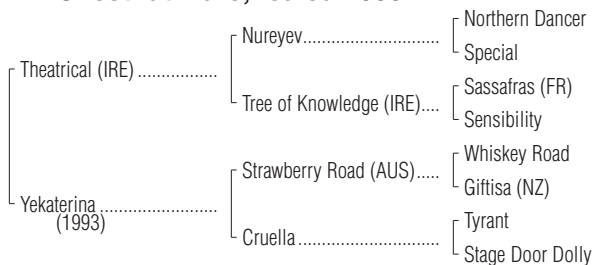 Northern Dancer
Nureyev
Special
Theatrical (IRE)
Sassafras (FR)
Tree of Knowledge (IRE)
Sensibility
Whiskey Road
Strawberry Road (AUS)
Giftisa (NZ)
Yekaterina
(1993)
Tyrant
Cruella
Stage Door Dolly